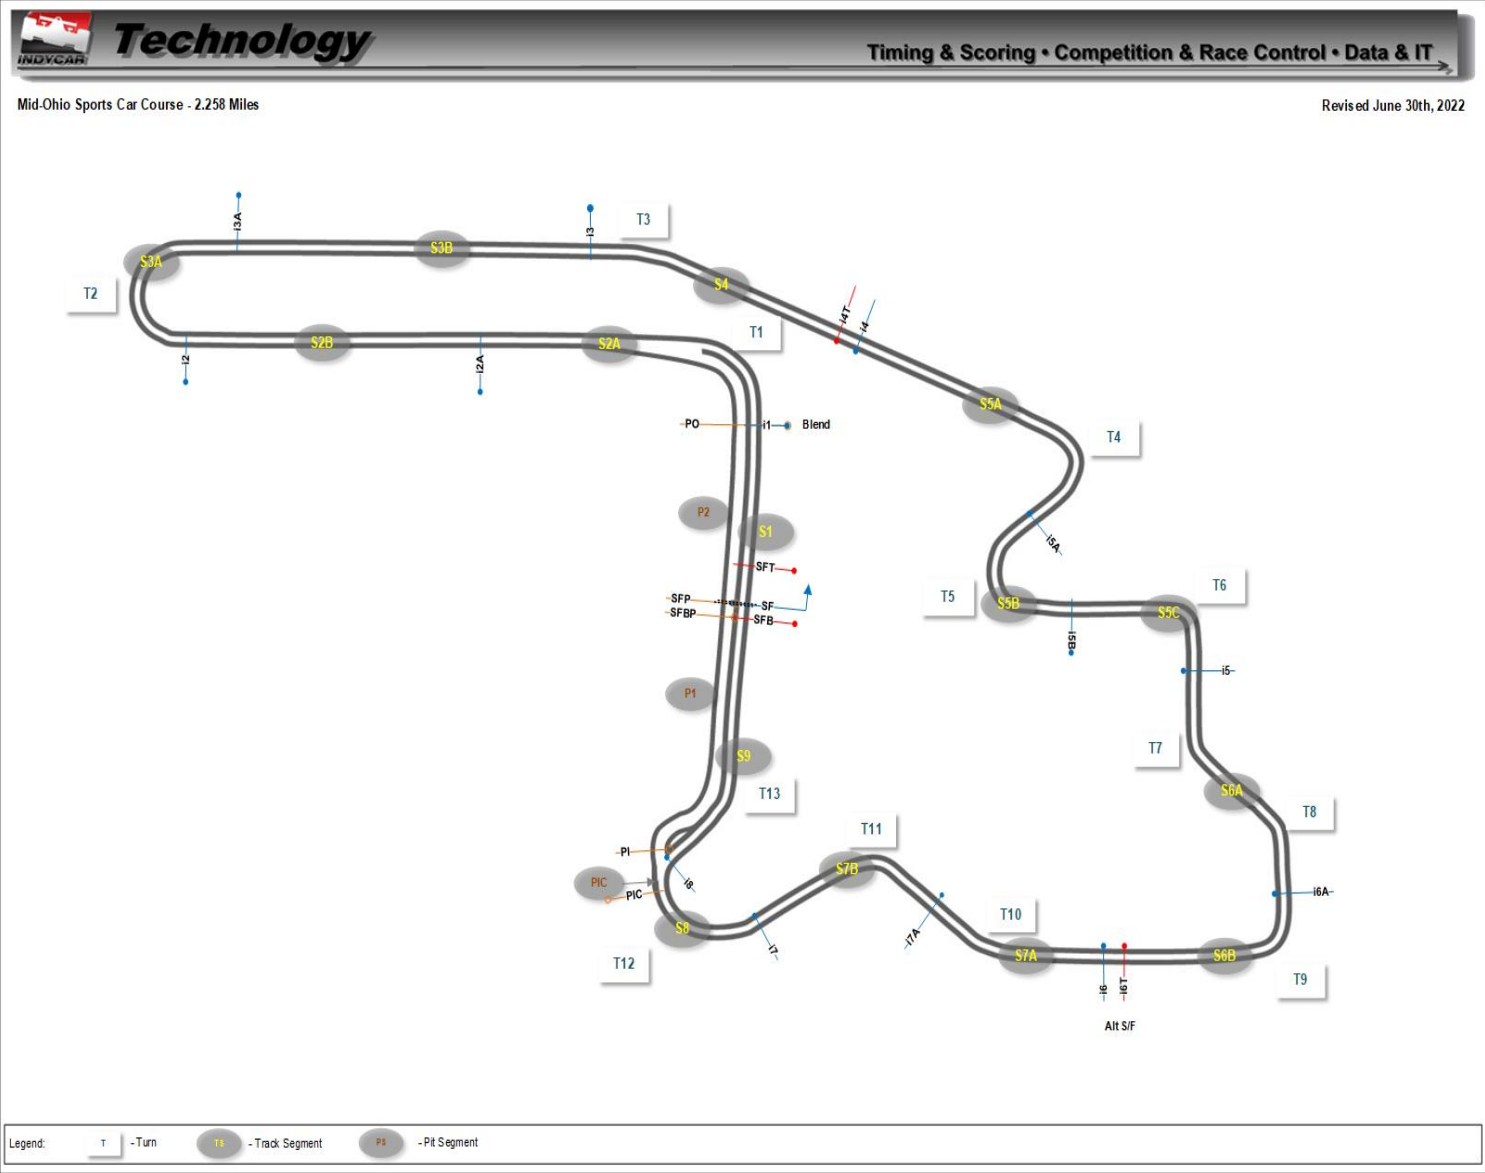 INDYCAR
Technology
Timing & Scoring • Competition & Race Control • Data & IT
Mid-Ohio Sports Car Course - 2.258 Miles
Revised June 30th, 2022
i3A
i3
T3
S3B
S3A
S4
T2
i4T
i4
T1
S2B
S2A
i2
i2A
S5A
PO
i1
Blend
T4
P2
S1
i5A
SFT
T6
T5
SFP
SF
S5B
S5C
SFBP
SFB
i5B
i5
P1
T7
S9
S6A
T13
T8
T11
PI
S7B
PIC
i8
PIC
i6A
T10
S8
i7A
i7
S7A
S6B
T12
T9
i6
i6T
Alt S/F
Legend:
T
- Turn
TS
- Track Segment
PS
- Pit Segment